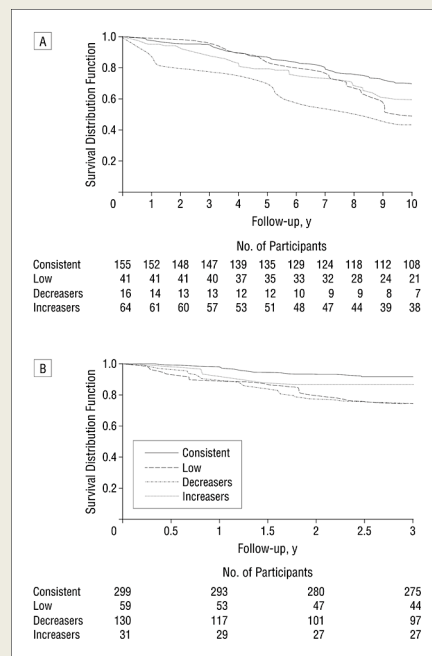 A
Survival Distribution Function
1.0
0.8
0.6
0.4
0.2
0 1 2 3 4 5 6 7 8 9 10
Follow-up, y
No. of Participants
Consistent 155 152 148 147 139 135 129 124 118 112 108
Low 41 41 41 40 37 35 33 32 28 24 21
Decreasers 16 14 13 13 12 12 10 9 9 8 7
Increasers 64 61 60 57 53 51 48 47 44 39 38
B
Survival Distribution Function
1.0
0.8
0.6
0.4
0.2
Consistent
Low
Decreasers
Increasers
0 0.5 1 1.5 2 2.5 3
Follow-up, y
No. of Participants
Consistent 299 293 280 275
Low 59 53 47 44
Decreasers 130 117 101 97
Increasers 31 29 27 27